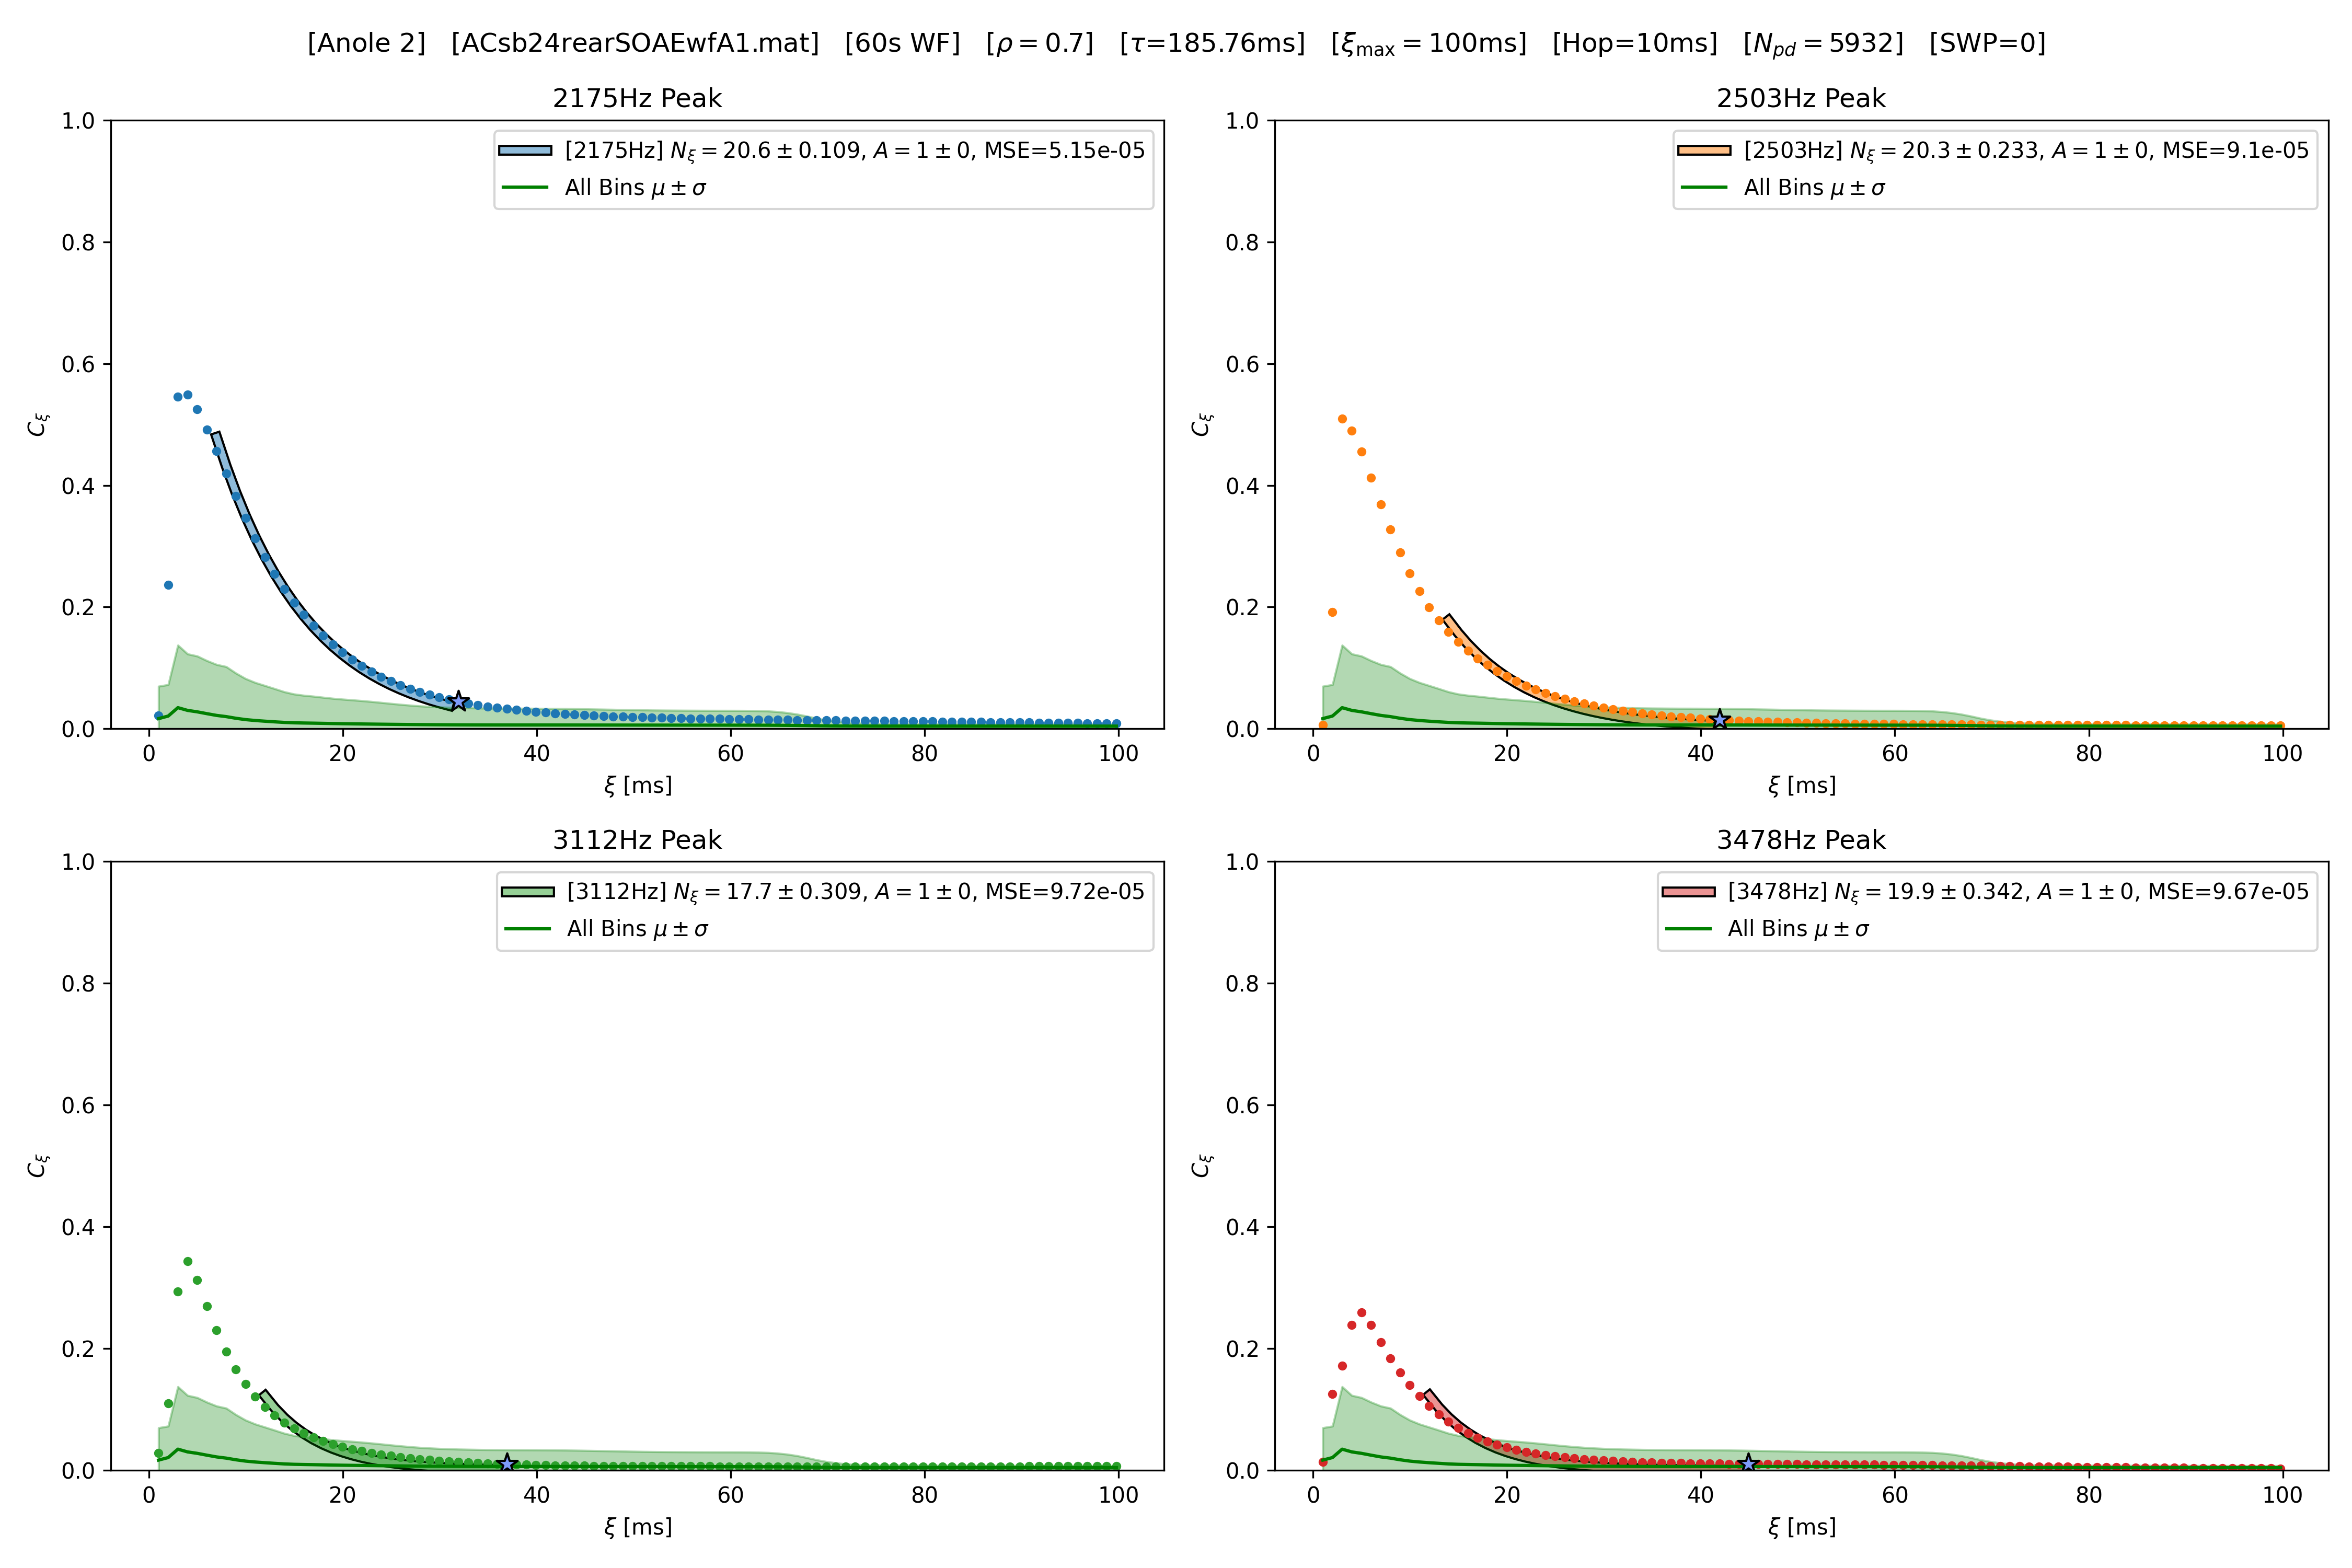 [Anole 2]   [ACsb24rearSOAEwfA1.mat]   [60s WF]   [ρ = 0.7]   [τ=185.76ms]   [ξmax = 100ms]   [Hop=10ms]   [Npd = 5932]   [SWP=0]
2175Hz Peak
[2175Hz] Nξ = 20.6 ± 0.109, A = 1 ± 0, MSE=5.15e-05
All Bins μ ± σ
1.0
0.8
0.6
0.4
0.2
0.0
Cξ
0 20 40 60 80 100
ξ [ms]
2503Hz Peak
[2503Hz] Nξ = 20.3 ± 0.233, A = 1 ± 0, MSE=9.1e-05
All Bins μ ± σ
1.0
0.8
0.6
0.4
0.2
0.0
Cξ
0 20 40 60 80 100
ξ [ms]
3112Hz Peak
[3112Hz] Nξ = 17.7 ± 0.309, A = 1 ± 0, MSE=9.72e-05
All Bins μ ± σ
1.0
0.8
0.6
0.4
0.2
0.0
Cξ
0 20 40 60 80 100
ξ [ms]
3478Hz Peak
[3478Hz] Nξ = 19.9 ± 0.342, A = 1 ± 0, MSE=9.67e-05
All Bins μ ± σ
1.0
0.8
0.6
0.4
0.2
0.0
Cξ
0 20 40 60 80 100
ξ [ms]